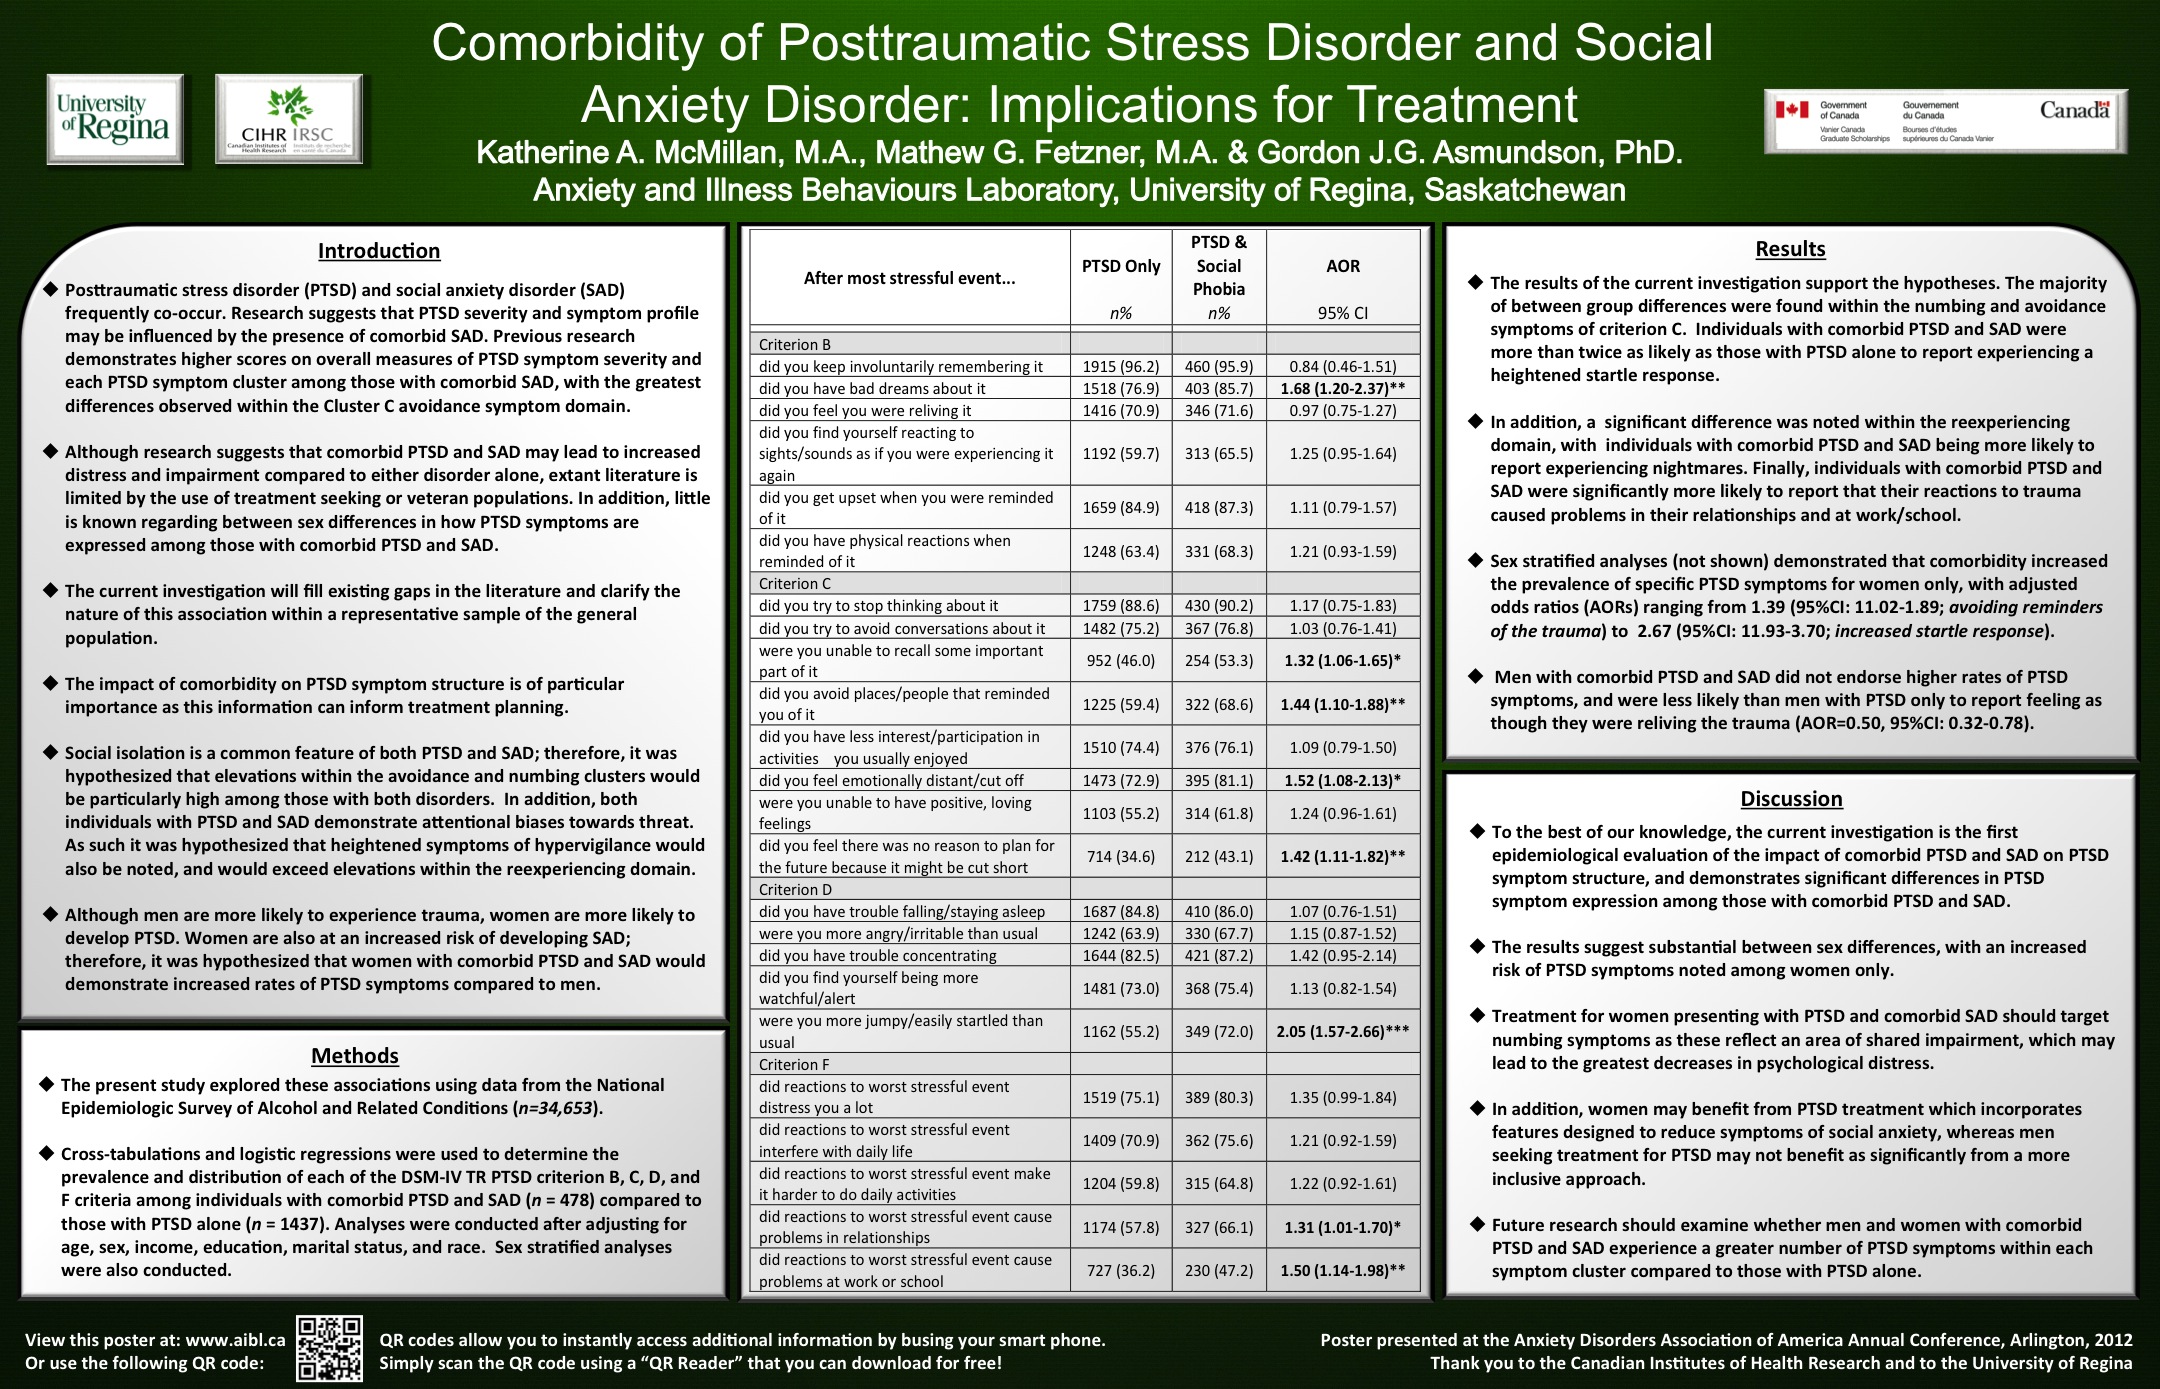 Comorbidity of Posttraumatic Stress Disorder and Social
Anxiety Disorder: Implications for Treatment
Katherine A. McMillan, M.A., Mathew G. Fetzner, M.A. & Gordon J.G. Asmundson, PhD.
Anxiety and Illness Behaviours Laboratory, University of Regina, Saskatchewan
University
of Regina
CIHR IRSC
Canadian Institutes of Health Research
Instituts de recherche en santé du Canada
Government of Canada
Gouvernement du Canada
Vanier Canada Graduate Scholarships
Bourses d'études supérieures du Canada Vanier
Canada
Introduction
◆ Posttraumatic stress disorder (PTSD) and social anxiety disorder (SAD)
frequently co-occur. Research suggests that PTSD severity and symptom profile
may be influenced by the presence of comorbid SAD. Previous research
demonstrates higher scores on overall measures of PTSD symptom severity and
each PTSD symptom cluster among those with comorbid SAD, with the greatest
differences observed within the Cluster C avoidance symptom domain.
◆ Although research suggests that comorbid PTSD and SAD may lead to increased
distress and impairment compared to either disorder alone, extant literature is
limited by the use of treatment seeking or veteran populations. In addition, little
is known regarding between sex differences in how PTSD symptoms are
expressed among those with comorbid PTSD and SAD.
◆ The current investigation will fill existing gaps in the literature and clarify the
nature of this association within a representative sample of the general
population.
◆ The impact of comorbidity on PTSD symptom structure is of particular
importance as this information can inform treatment planning.
◆ Social isolation is a common feature of both PTSD and SAD; therefore, it was
hypothesized that elevations within the avoidance and numbing clusters would
be particularly high among those with both disorders. In addition, both
individuals with PTSD and SAD demonstrate attentional biases towards threat.
As such it was hypothesized that heightened symptoms of hypervigilance would
also be noted, and would exceed elevations within the reexperiencing domain.
◆ Although men are more likely to experience trauma, women are more likely to
develop PTSD. Women are also at an increased risk of developing SAD;
therefore, it was hypothesized that women with comorbid PTSD and SAD would
demonstrate increased rates of PTSD symptoms compared to men.
Methods
◆ The present study explored these associations using data from the National
Epidemiologic Survey of Alcohol and Related Conditions (n=34,653).
◆ Cross-tabulations and logistic regressions were used to determine the
prevalence and distribution of each of the DSM-IV TR PTSD criterion B, C, D, and
F criteria among individuals with comorbid PTSD and SAD (n = 478) compared to
those with PTSD alone (n = 1437). Analyses were conducted after adjusting for
age, sex, income, education, marital status, and race. Sex stratified analyses
were also conducted.
After most stressful event... PTSD Only n% PTSD & Social Phobia n% AOR 95% CI
Criterion B
did you keep involuntarily remembering it 1915 (96.2) 460 (95.9) 0.84 (0.46-1.51)
did you have bad dreams about it 1518 (76.9) 403 (85.7) 1.68 (1.20-2.37)**
did you feel you were reliving it 1416 (70.9) 346 (71.6) 0.97 (0.75-1.27)
did you find yourself reacting to
sights/sounds as if you were experiencing it 1192 (59.7) 313 (65.5) 1.25 (0.95-1.64)
again
did you get upset when you were reminded
of it 1659 (84.9) 418 (87.3) 1.11 (0.79-1.57)
did you have physical reactions when
reminded of it 1248 (63.4) 331 (68.3) 1.21 (0.93-1.59)
Criterion C
did you try to stop thinking about it 1759 (88.6) 430 (90.2) 1.17 (0.75-1.83)
did you try to avoid conversations about it 1482 (75.2) 367 (76.8) 1.03 (0.76-1.41)
were you unable to recall some important
part of it 952 (46.0) 254 (53.3) 1.32 (1.06-1.65)*
did you avoid places/people that reminded
you of it 1225 (59.4) 322 (68.6) 1.44 (1.10-1.88)**
did you have less interest/participation in
activities you usually enjoyed 1510 (74.4) 376 (76.1) 1.09 (0.79-1.50)
did you feel emotionally distant/cut off 1473 (72.9) 395 (81.1) 1.52 (1.08-2.13)*
were you unable to have positive, loving
feelings 1103 (55.2) 314 (61.8) 1.24 (0.96-1.61)
did you feel there was no reason to plan for
the future because it might be cut short 714 (34.6) 212 (43.1) 1.42 (1.11-1.82)**
Criterion D
did you have trouble falling/staying asleep 1687 (84.8) 410 (86.0) 1.07 (0.76-1.51)
were you more angry/irritable than usual 1242 (63.9) 330 (67.7) 1.15 (0.87-1.52)
did you have trouble concentrating 1644 (82.5) 421 (87.2) 1.42 (0.95-2.14)
did you find yourself being more
watchful/alert 1481 (73.0) 368 (75.4) 1.13 (0.82-1.54)
were you more jumpy/easily startled than
usual 1162 (55.2) 349 (72.0) 2.05 (1.57-2.66)***
Criterion F
did reactions to worst stressful event
distress you a lot 1519 (75.1) 389 (80.3) 1.35 (0.99-1.84)
did reactions to worst stressful event
interfere with daily life 1409 (70.9) 362 (75.6) 1.21 (0.92-1.59)
did reactions to worst stressful event make
it harder to do daily activities 1204 (59.8) 315 (64.8) 1.22 (0.92-1.61)
did reactions to worst stressful event cause
problems in relationships 1174 (57.8) 327 (66.1) 1.31 (1.01-1.70)*
did reactions to worst stressful event cause
problems at work or school 727 (36.2) 230 (47.2) 1.50 (1.14-1.98)**
Results
◆ The results of the current investigation support the hypotheses. The majority
of between group differences were found within the numbing and avoidance
symptoms of criterion C. Individuals with comorbid PTSD and SAD were
more than twice as likely as those with PTSD alone to report experiencing a
heightened startle response.
◆ In addition, a significant difference was noted within the reexperiencing
domain, with individuals with comorbid PTSD and SAD being more likely to
report experiencing nightmares. Finally, individuals with comorbid PTSD and
SAD were significantly more likely to report that their reactions to trauma
caused problems in their relationships and at work/school.
◆ Sex stratified analyses (not shown) demonstrated that comorbidity increased
the prevalence of specific PTSD symptoms for women only, with adjusted
odds ratios (AORs) ranging from 1.39 (95%CI: 11.02-1.89; avoiding reminders
of the trauma) to 2.67 (95%CI: 11.93-3.70; increased startle response).
◆ Men with comorbid PTSD and SAD did not endorse higher rates of PTSD
symptoms, and were less likely than men with PTSD only to report feeling as
though they were reliving the trauma (AOR=0.50, 95%CI: 0.32-0.78).
Discussion
◆ To the best of our knowledge, the current investigation is the first
epidemiological evaluation of the impact of comorbid PTSD and SAD on PTSD
symptom structure, and demonstrates significant differences in PTSD
symptom expression among those with comorbid PTSD and SAD.
◆ The results suggest substantial between sex differences, with an increased
risk of PTSD symptoms noted among women only.
◆ Treatment for women presenting with PTSD and comorbid SAD should target
numbing symptoms as these reflect an area of shared impairment, which may
lead to the greatest decreases in psychological distress.
◆ In addition, women may benefit from PTSD treatment which incorporates
features designed to reduce symptoms of social anxiety, whereas men
seeking treatment for PTSD may not benefit as significantly from a more
inclusive approach.
◆ Future research should examine whether men and women with comorbid
PTSD and SAD experience a greater number of PTSD symptoms within each
symptom cluster compared to those with PTSD alone.
View this poster at: www.aibl.ca
Or use the following QR code:
QR codes allow you to instantly access additional information by busing your smart phone.
Simply scan the QR code using a “QR Reader” that you can download for free!
Poster presented at the Anxiety Disorders Association of America Annual Conference, Arlington, 2012
Thank you to the Canadian Institutes of Health Research and to the University of Regina